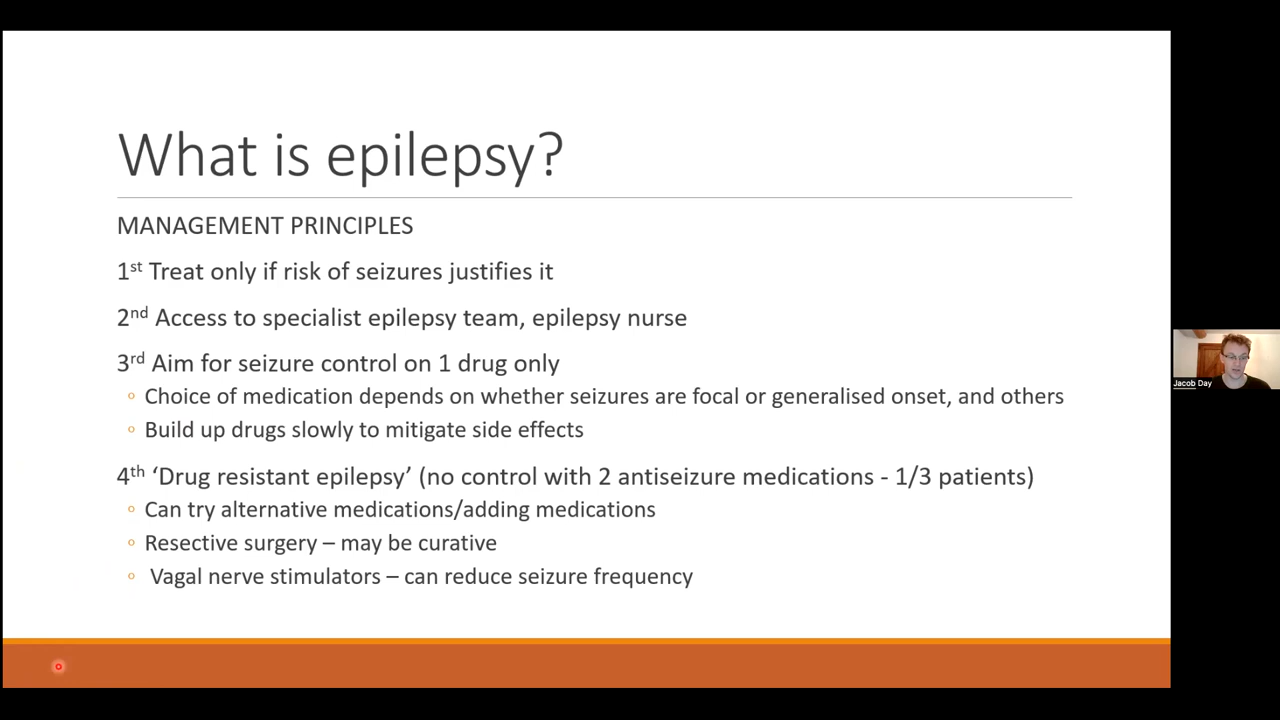 What is epilepsy?
MANAGEMENT PRINCIPLES
1st Treat only if risk of seizures justifies it
2nd Access to specialist epilepsy team, epilepsy nurse
3rd Aim for seizure control on 1 drug only
◦ Choice of medication depends on whether seizures are focal or generalised onset, and others
◦ Build up drugs slowly to mitigate side effects
4th ‘Drug resistant epilepsy’ (no control with 2 antiseizure medications - 1/3 patients)
◦ Can try alternative medications/adding medications
◦ Resective surgery – may be curative
◦ Vagal nerve stimulators – can reduce seizure frequency
Jacob Day